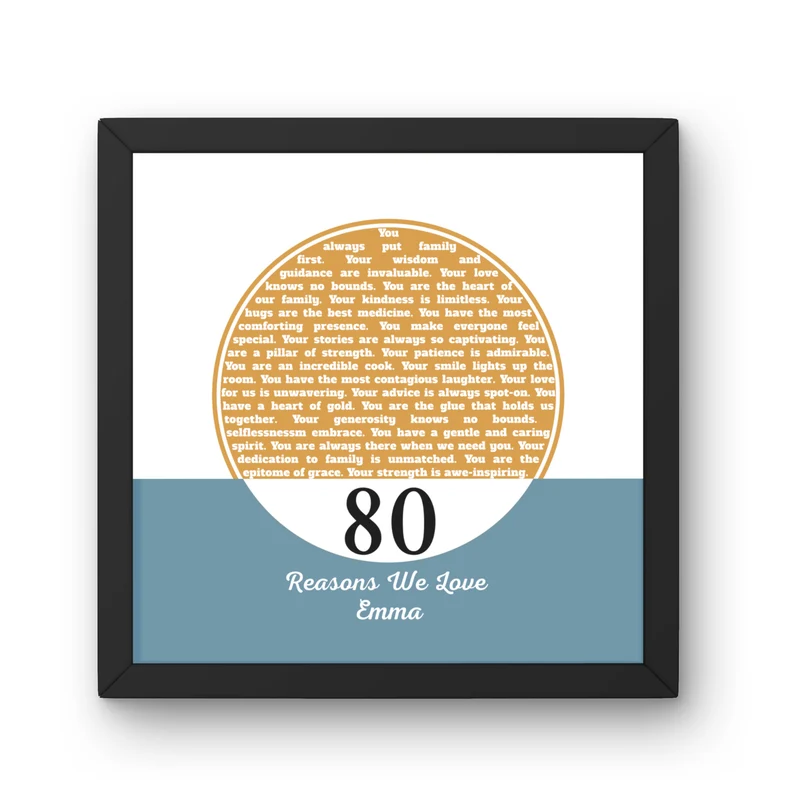 You
always put family
first. Your wisdom and
guidance are invaluable. Your love
knows no bounds. You are the heart of
our family. Your kindness is limitless. Your
hugs are the best medicine. You have the most
comforting presence. You make everyone feel
special. Your stories are always so captivating. You
are a pillar of strength. Your patience is admirable.
You are an incredible cook. Your smile lights up the
room. You have the most contagious laughter. Your love
for us is unwavering. Your advice is always spot-on. You
have a heart of gold. You are the glue that holds us
together. Your generosity knows no bounds.
selflessnessm embrace. You have a gentle and caring
spirit. You are always there when we need you. Your
dedication to family is unmatched. You are the
epitome of grace. Your strength is awe-inspiring.
80
Reasons We Love
Emma